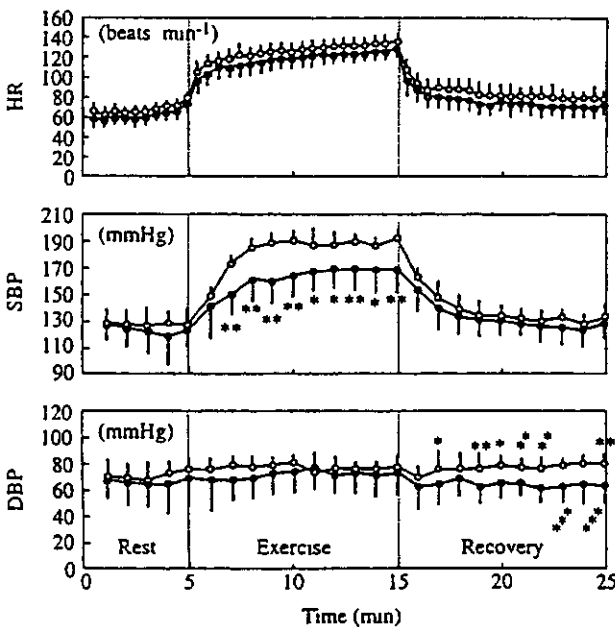 (beats min⁻¹)
HR
160
140
120
100
80
60
40
20
0
(mmHg)
SBP
210
190
170
150
130
110
90
** ** ** ** * * ** * **
(mmHg)
DBP
120
100
80
60
40
20
0
* ** * ** ** **
*** ***
Rest Exercise Recovery
0 5 10 15 20 25
Time (min)